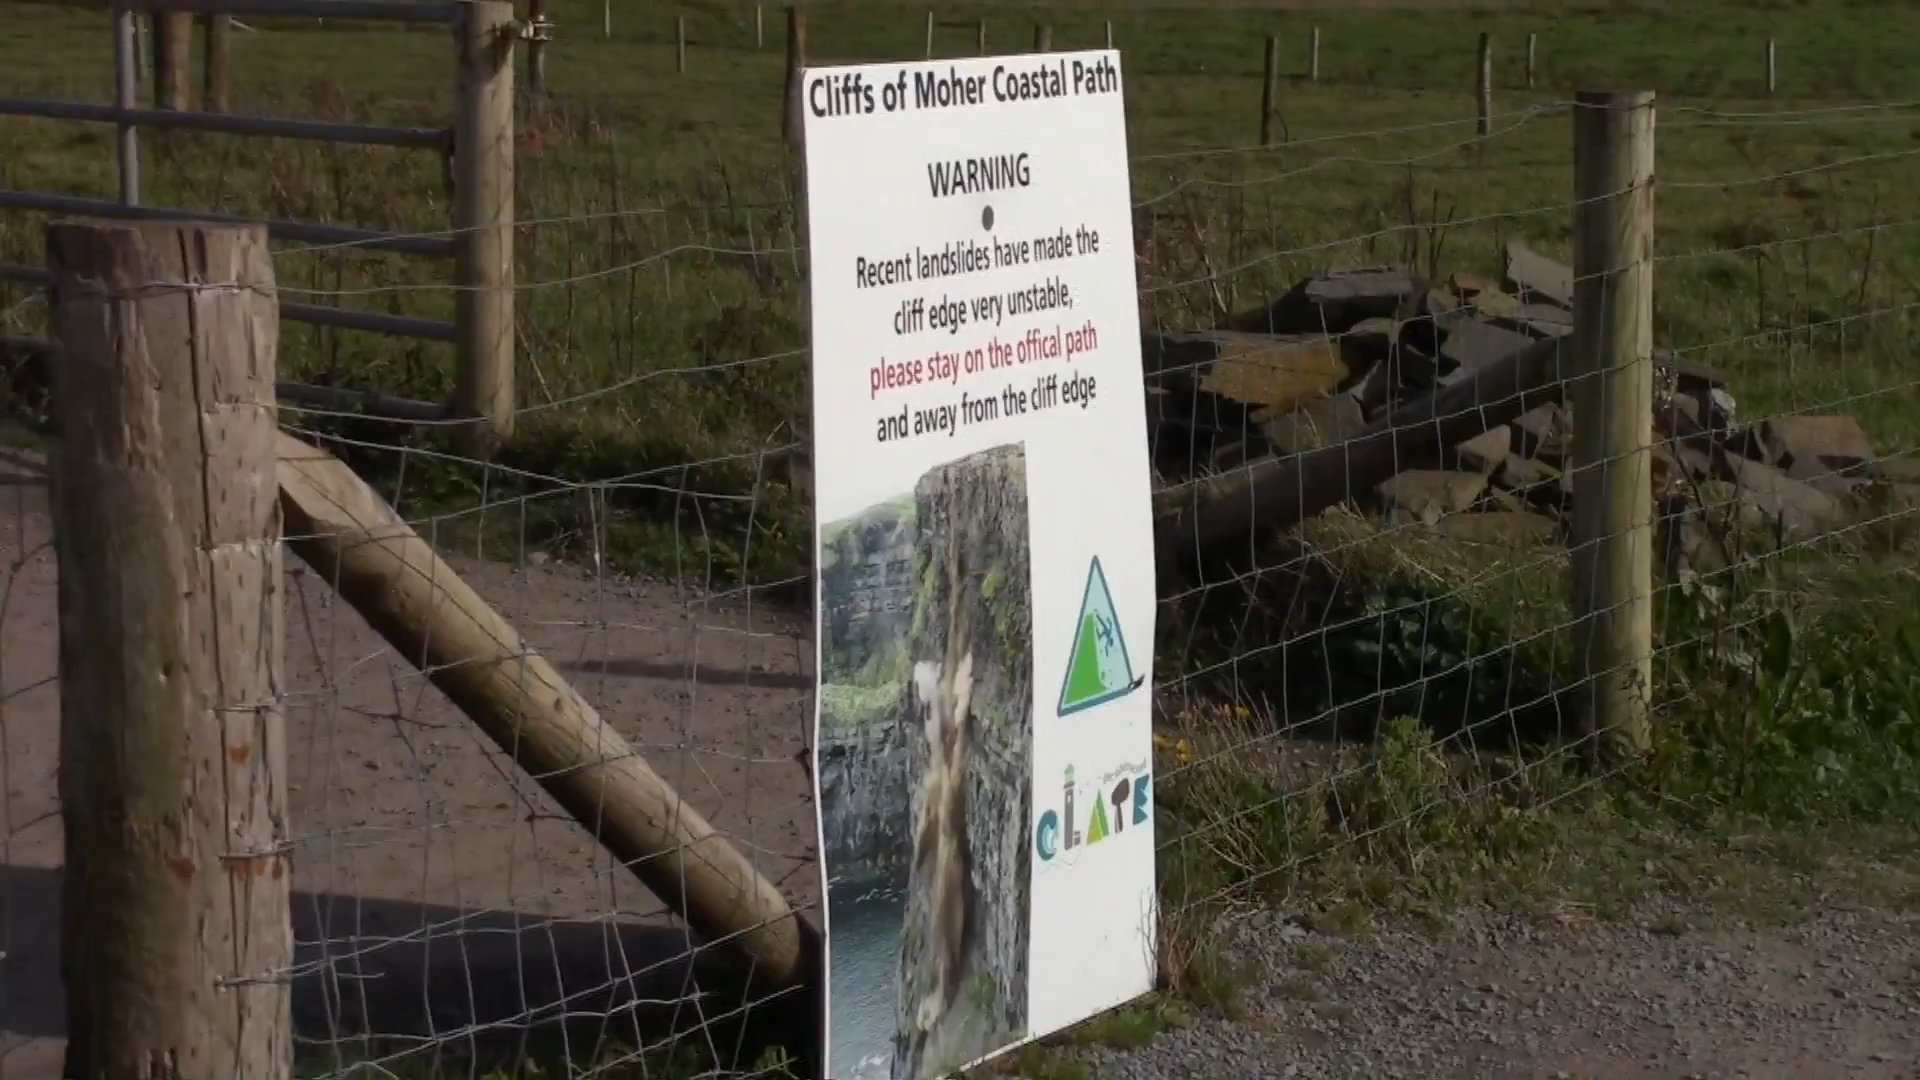 Cliffs of Moher Coastal Path
WARNING
Recent landslides have made the
cliff edge very unstable,
please stay on the offical path
and away from the cliff edge
CLARE